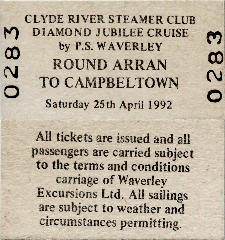 CLYDE RIVER STEAMER CLUB
DIAMOND JUBILEE CRUISE
by P.S. WAVERLEY
ROUND ARRAN
TO CAMPBELTOWN
Saturday 25th April 1992
0283
0283
All tickets are issued and all
passengers are carried subject
to the terms and conditions
carriage of Waverley
Excursions Ltd. All sailings
are subject to weather and
circumstances permitting.